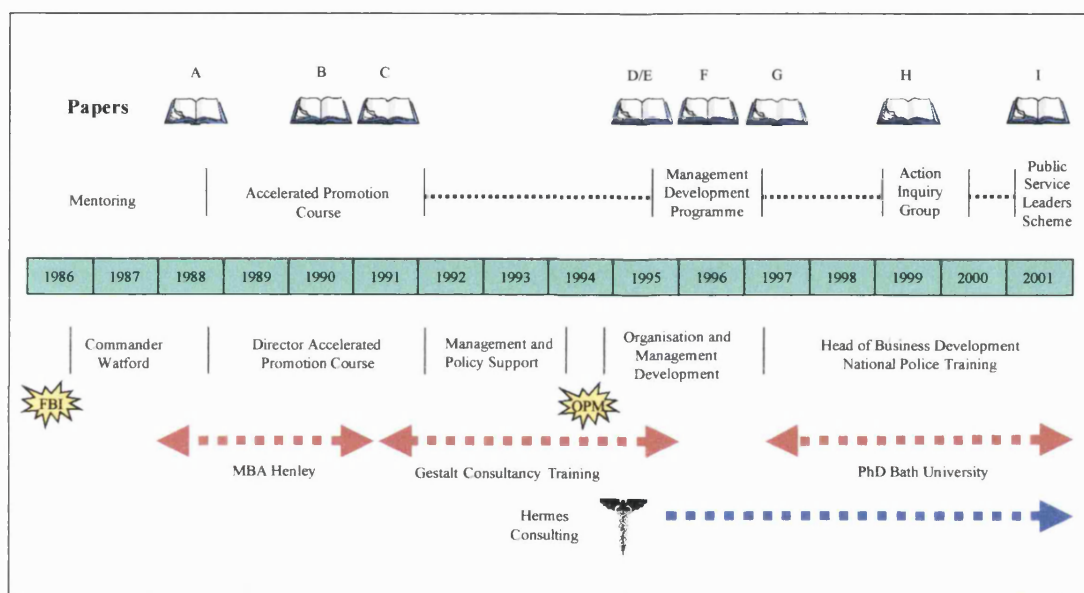 A B C D/E F G H I
Papers
Mentoring
Accelerated Promotion
Course
Management
Development
Programme
Action
Inquiry
Group
Public
Service
Leaders
Scheme
1986 1987 1988 1989 1990 1991 1992 1993 1994 1995 1996 1997 1998 1999 2000 2001
Commander
Watford
Director Accelerated
Promotion Course
Management and
Policy Support
Organisation and
Management
Development
Head of Business Development
National Police Training
FBI
OPM
MBA Henley
Gestalt Consultancy Training
PhD Bath University
Hermes
Consulting